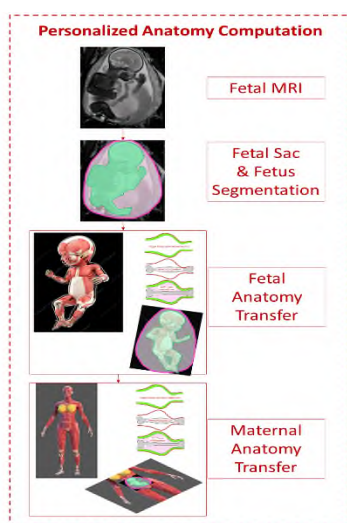 Personalized Anatomy Computation
Fetal MRI
Fetal Sac
& Fetus
Segmentation
Fetal
Anatomy
Transfer
Maternal
Anatomy
Transfer